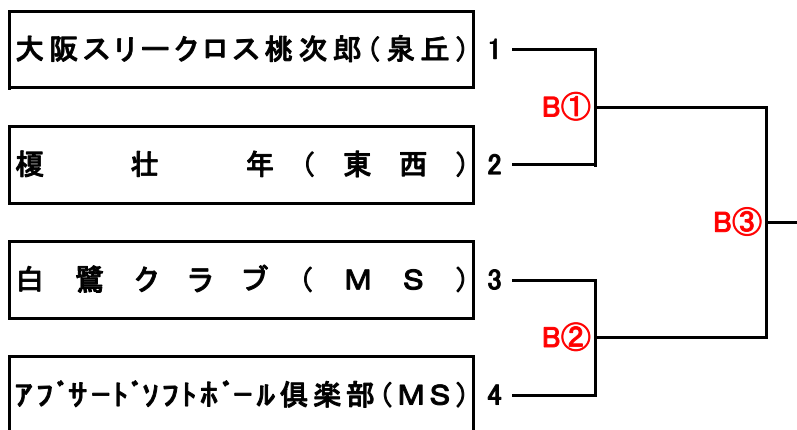 大阪スリークロス桃次郎(泉丘) 1
B①
榎壮年(東西) 2
B③
白鷺クラブ(MS) 3
B②
ｱﾌﾞｻｰﾄﾞｿﾌﾄﾎﾞｰﾙ倶楽部(MS) 4